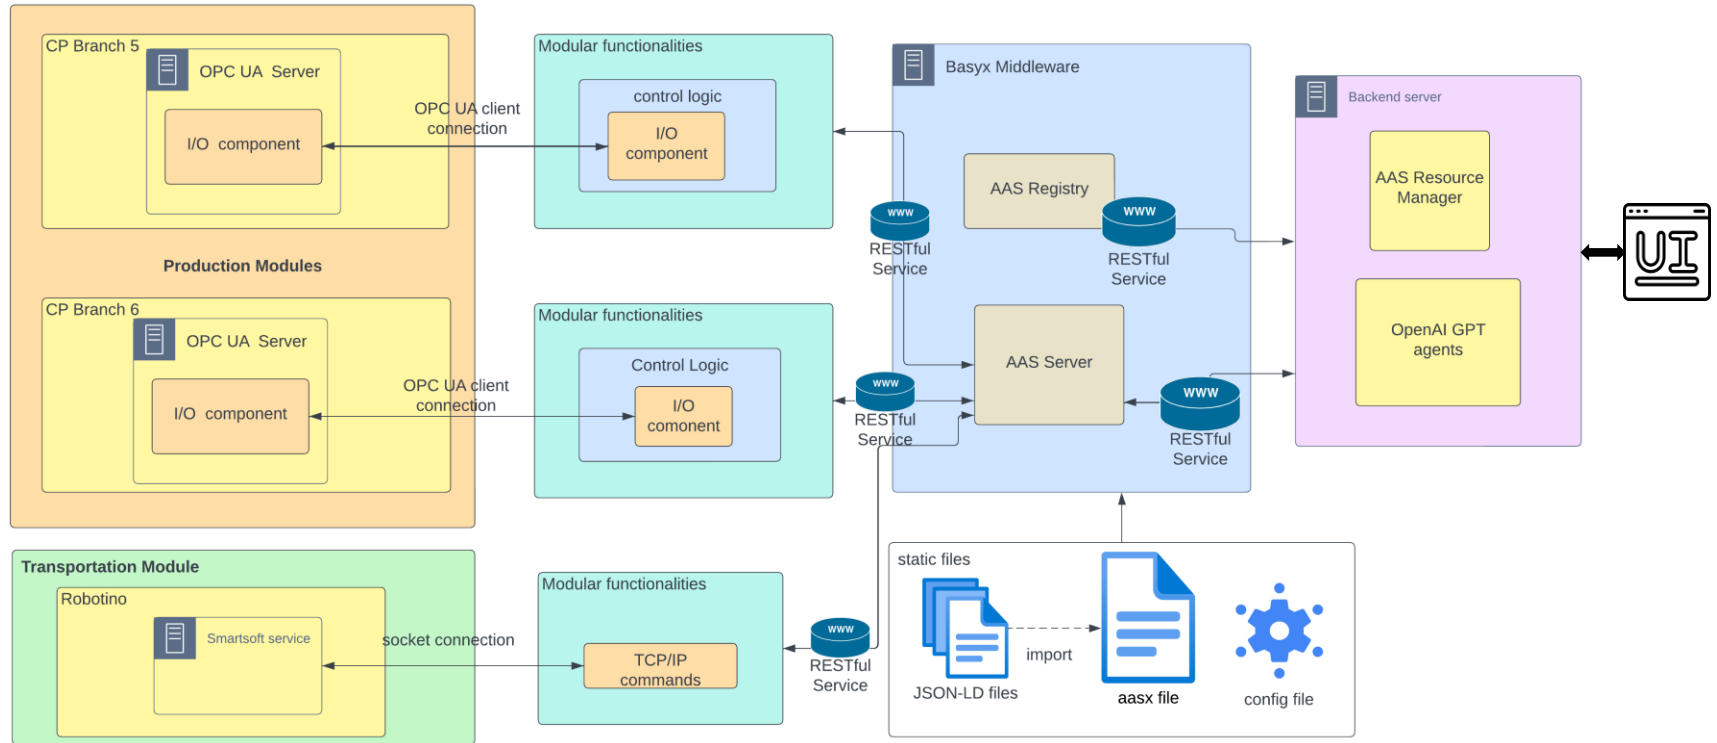 CP Branch 5
OPC UA  Server
I/O  component
OPC UA client
connection
Modular functionalities
control logic
I/O
component
Production Modules
CP Branch 6
OPC UA  Server
I/O  component
OPC UA client
connection
Modular functionalities
Control Logic
I/O
comonent
Transportation Module
Robotino
Smartsoft service
socket connection
Modular functionalities
TCP/IP
commands
www
RESTful
Service
www
RESTful
Service
www
RESTful
Service
Basyx Middleware
AAS Registry
www
RESTful
Service
AAS Server
www
RESTful
Service
static files
JSON-LD files
import
aasx file
config file
Backend server
AAS Resource
Manager
OpenAI GPT
agents
UI